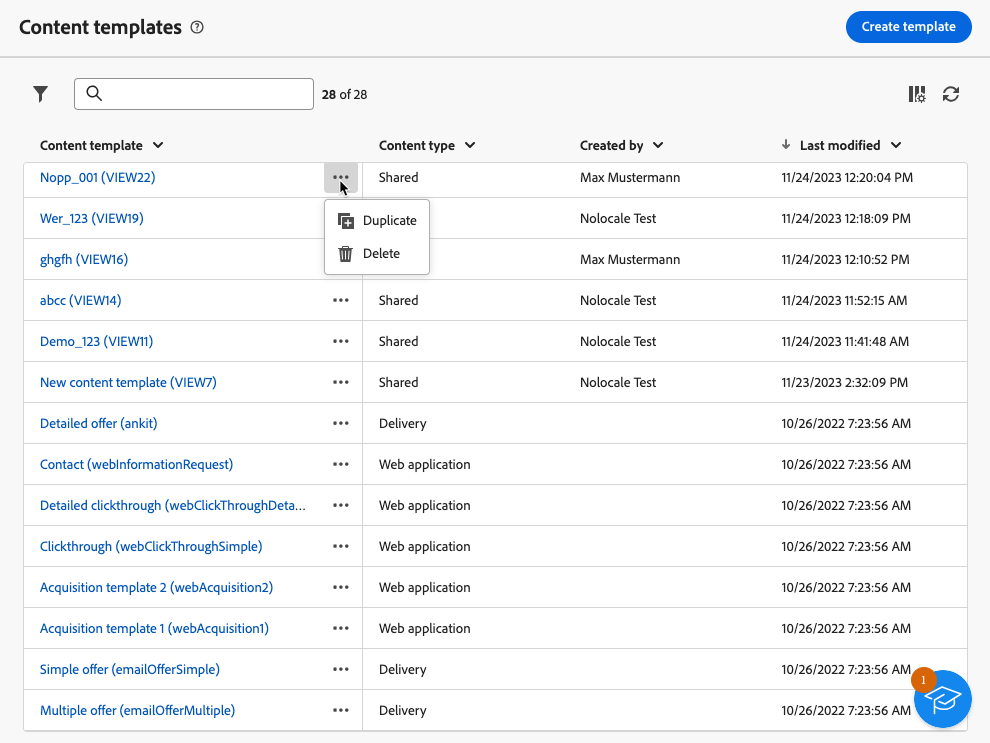 Content templates
Create template
28 of 28
Content template Content type Created by Last modified
Nopp_001 (VIEW22) Shared Max Mustermann 11/24/2023 12:20:04 PM
Wer_123 (VIEW19) Duplicate Nolocale Test 11/24/2023 12:18:09 PM
ghgfh (VIEW16) Delete Max Mustermann 11/24/2023 12:10:52 PM
abcc (VIEW14) Shared Nolocale Test 11/24/2023 11:52:15 AM
Demo_123 (VIEW11) Shared Nolocale Test 11/24/2023 11:41:48 AM
New content template (VIEW7) Shared Nolocale Test 11/23/2023 2:32:09 PM
Detailed offer (ankit) Delivery 10/26/2022 7:23:56 AM
Contact (webInformationRequest) Web application 10/26/2022 7:23:56 AM
Detailed clickthrough (webClickThroughDeta... Web application 10/26/2022 7:23:56 AM
Clickthrough (webClickThroughSimple) Web application 10/26/2022 7:23:56 AM
Acquisition template 2 (webAcquisition2) Web application 10/26/2022 7:23:56 AM
Acquisition template 1 (webAcquisition1) Web application 10/26/2022 7:23:56 AM
Simple offer (emailOfferSimple) Delivery 10/26/2022 7:23:56 AM
1
Multiple offer (emailOfferMultiple) Delivery 10/26/2022 7:23:56 AM